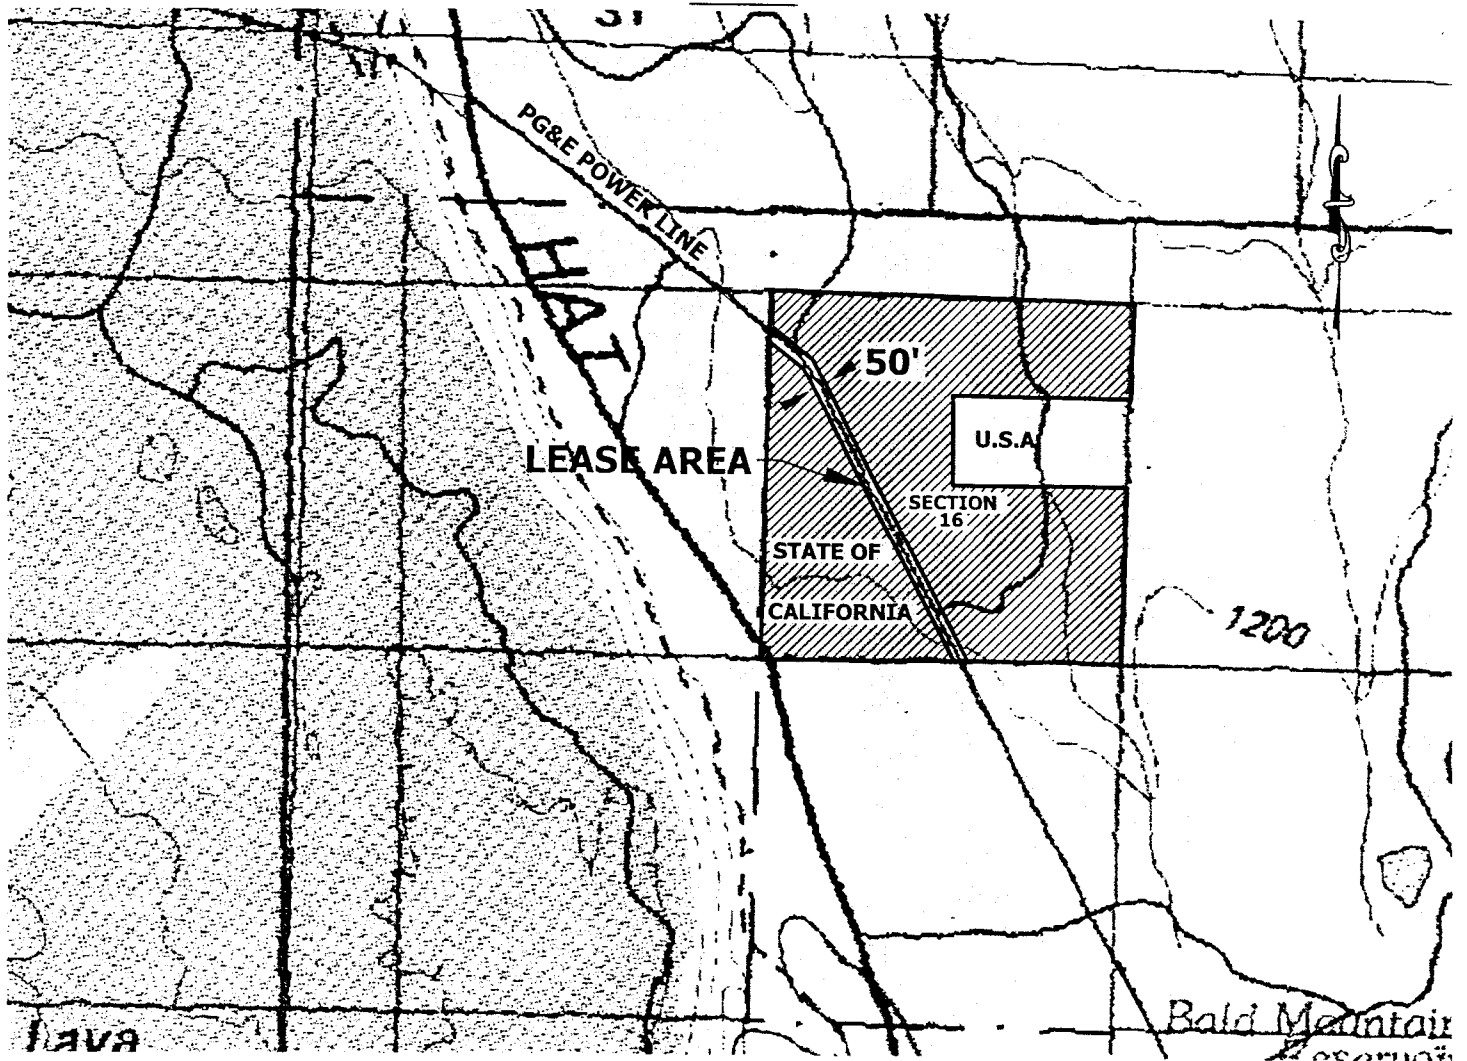 PG&E POWER LINE
HAT
50'
LEASE AREA
U.S.A
SECTION
16
STATE OF
CALIFORNIA
1200
Bald Mountain
Lava